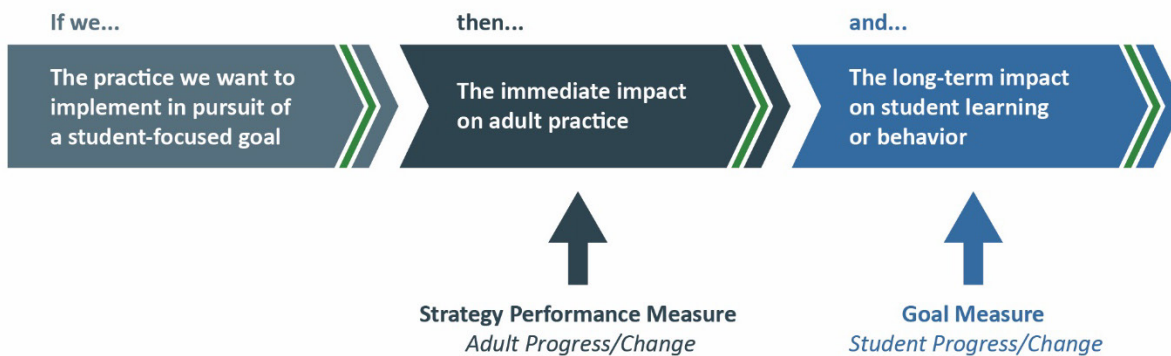 If we...
then...
and...
The practice we want to
implement in pursuit of
a student-focused goal
The immediate impact
on adult practice
The long-term impact
on student learning
or behavior
Strategy Performance Measure
Adult Progress/Change
Goal Measure
Student Progress/Change